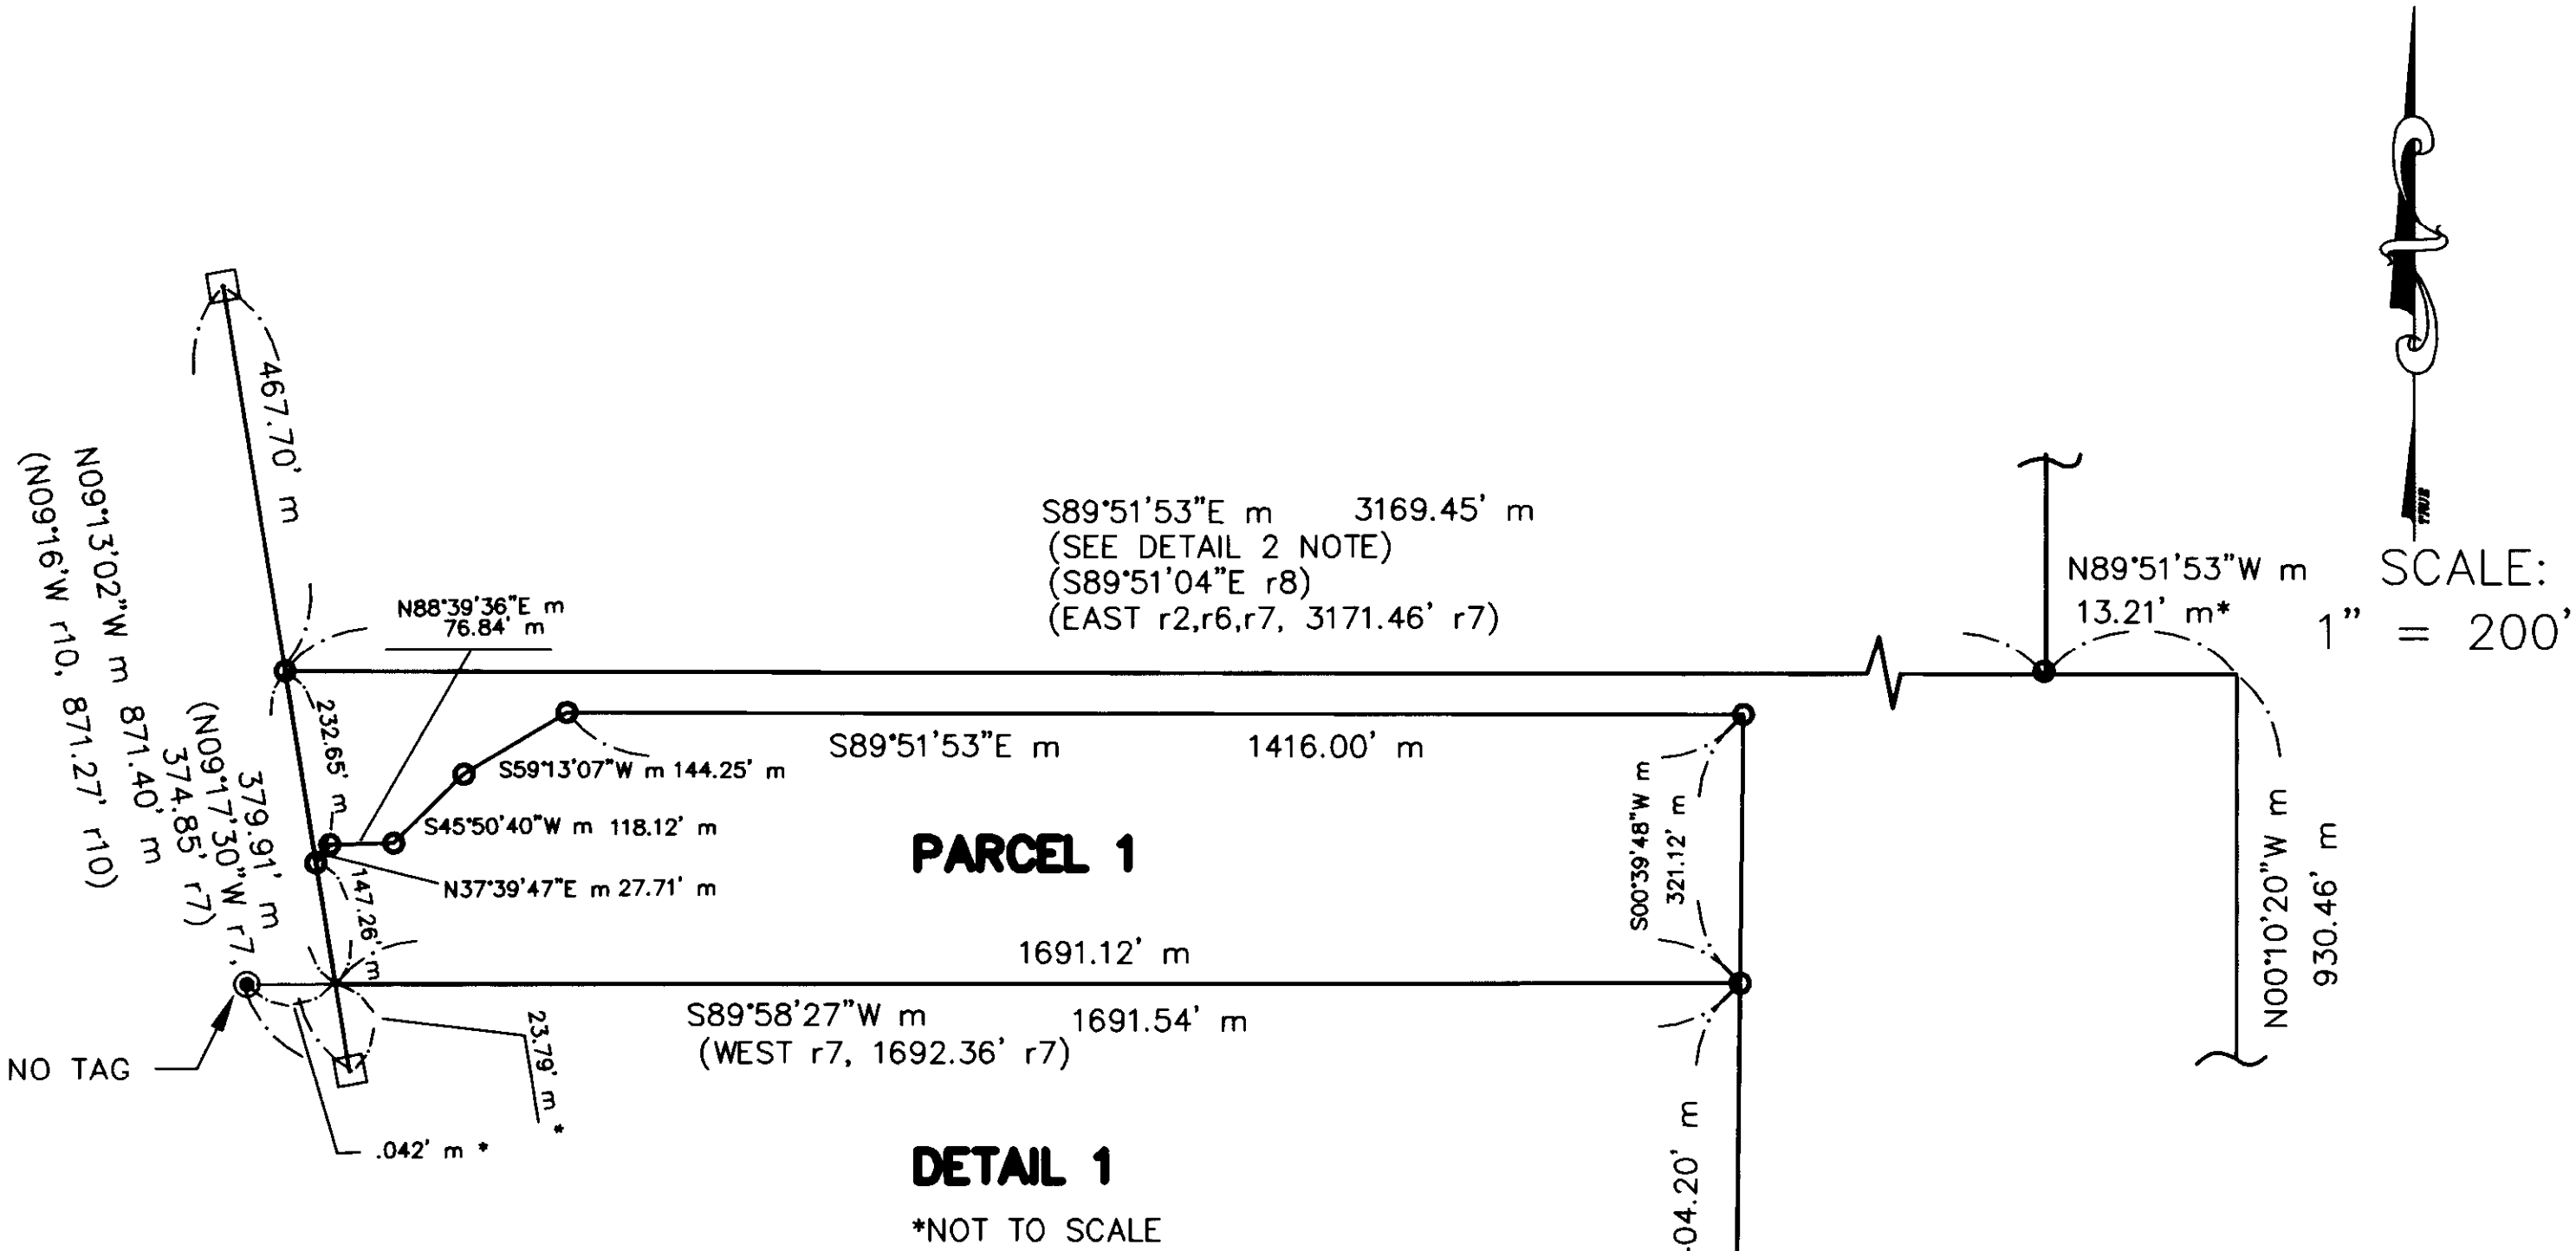 TRUE
SCALE:
1" = 200'
467.70' m
N09°13'02"W m 871.40' m
(N09°16'W r10, 871.27' r10)
S89°51'53"E m 3169.45' m
(SEE DETAIL 2 NOTE)
(S89°51'04"E r8)
(EAST r2,r6,r7, 3171.46' r7)
N89°51'53"W m
13.21' m*
N88°39'36"E m
76.84' m
232.65' m
379.91' m
(N09°17'30"W r7,
374.85' r7)
S89°51'53"E m 1416.00' m
S59°13'07"W m 144.25' m
S45°50'40"W m 118.12' m
PARCEL 1
N37°39'47"E m 27.71' m
147.26' m
S00°39'48"W m
321.12' m
N00°10'20"W m
930.46' m
1691.12' m
S89°58'27"W m 1691.54' m
(WEST r7, 1692.36' r7)
NO TAG
23.79' m *
.042' m *
DETAIL 1
*NOT TO SCALE
04.20' m